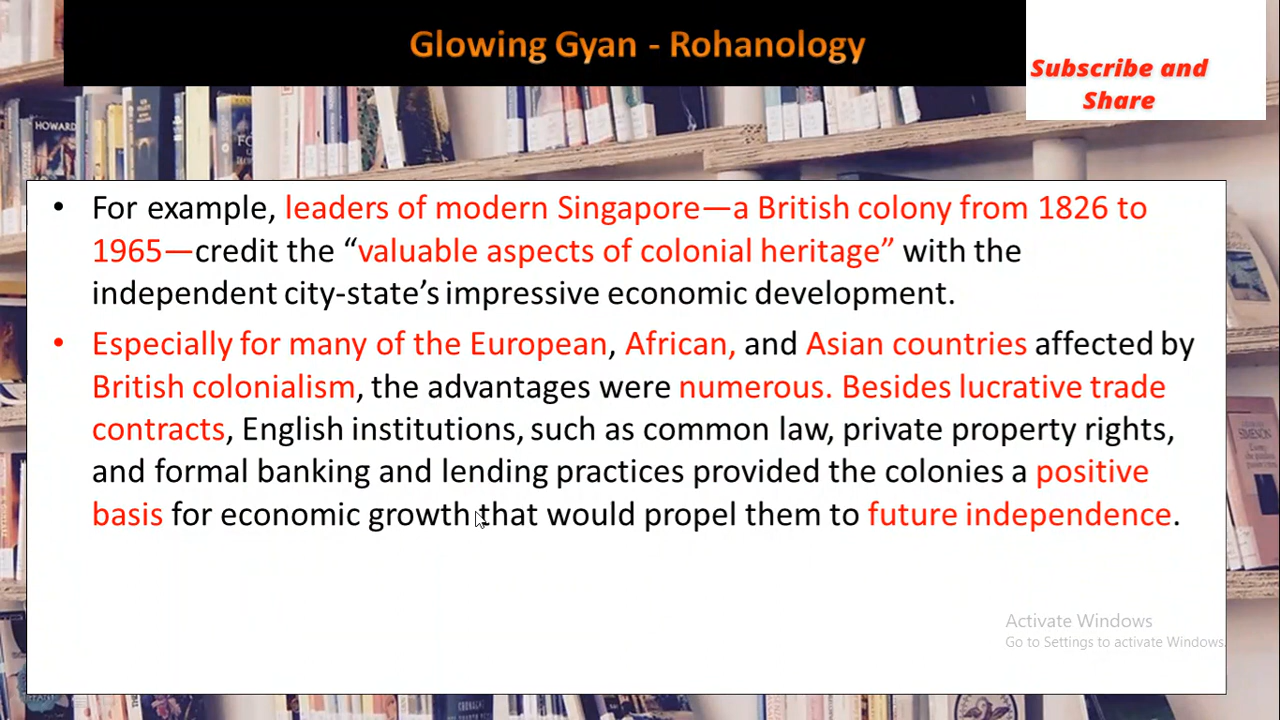 Glowing Gyan - Rohanology
Subscribe and
Share
HOWARD
• For example, leaders of modern Singapore—a British colony from 1826 to
1965—credit the “valuable aspects of colonial heritage” with the
independent city-state’s impressive economic development.
• Especially for many of the European, African, and Asian countries affected by
British colonialism, the advantages were numerous. Besides lucrative trade
contracts, English institutions, such as common law, private property rights,
and formal banking and lending practices provided the colonies a positive
basis for economic growth that would propel them to future independence.
SIMENON
Activate Windows
Go to Settings to activate Windows.